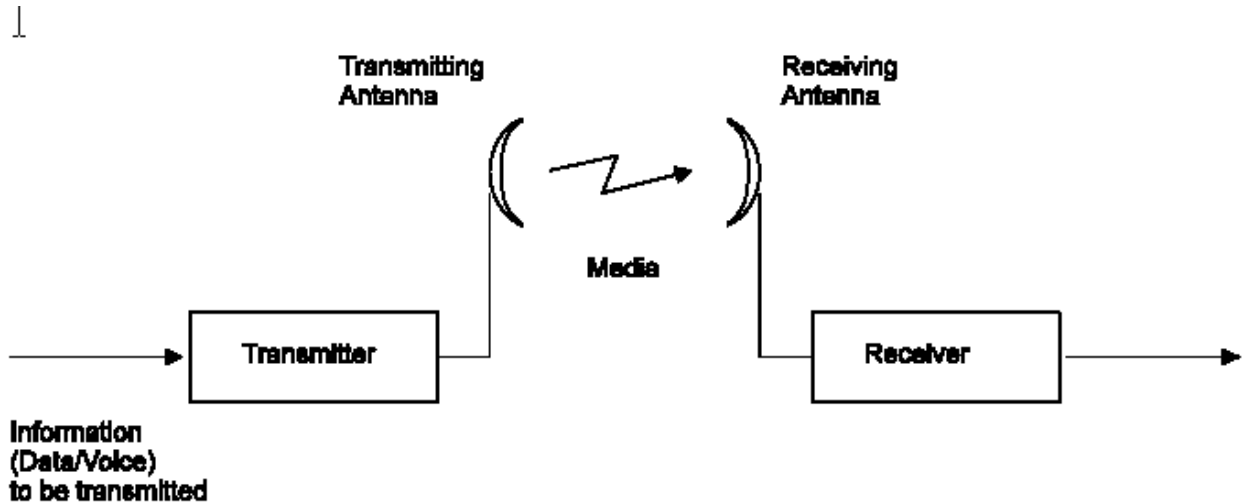 Transmitting
Antenna
Receiving
Antenna
Media
Transmitter
Receiver
Information
(Data/Voice)
to be transmitted